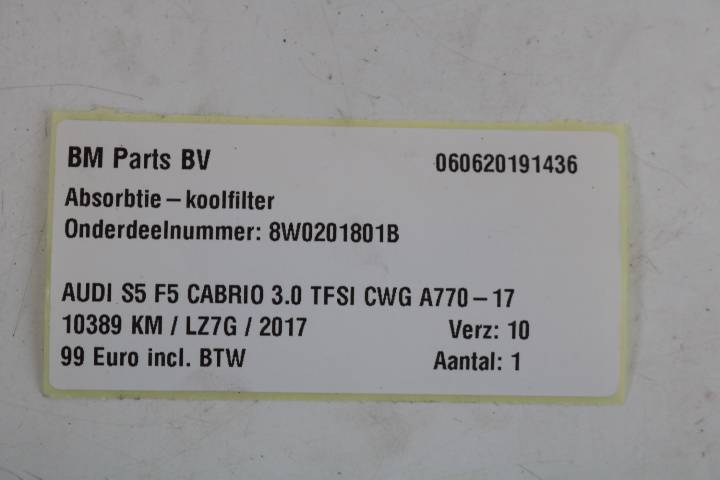 BM Parts BV 060620191436
Absorbtie – koolfilter
Onderdeelnummer: 8W0201801B
AUDI S5 F5 CABRIO 3.0 TFSI CWG A770 – 17
10389 KM / LZ7G / 2017 Verz: 10
99 Euro incl. BTW Aantal: 1